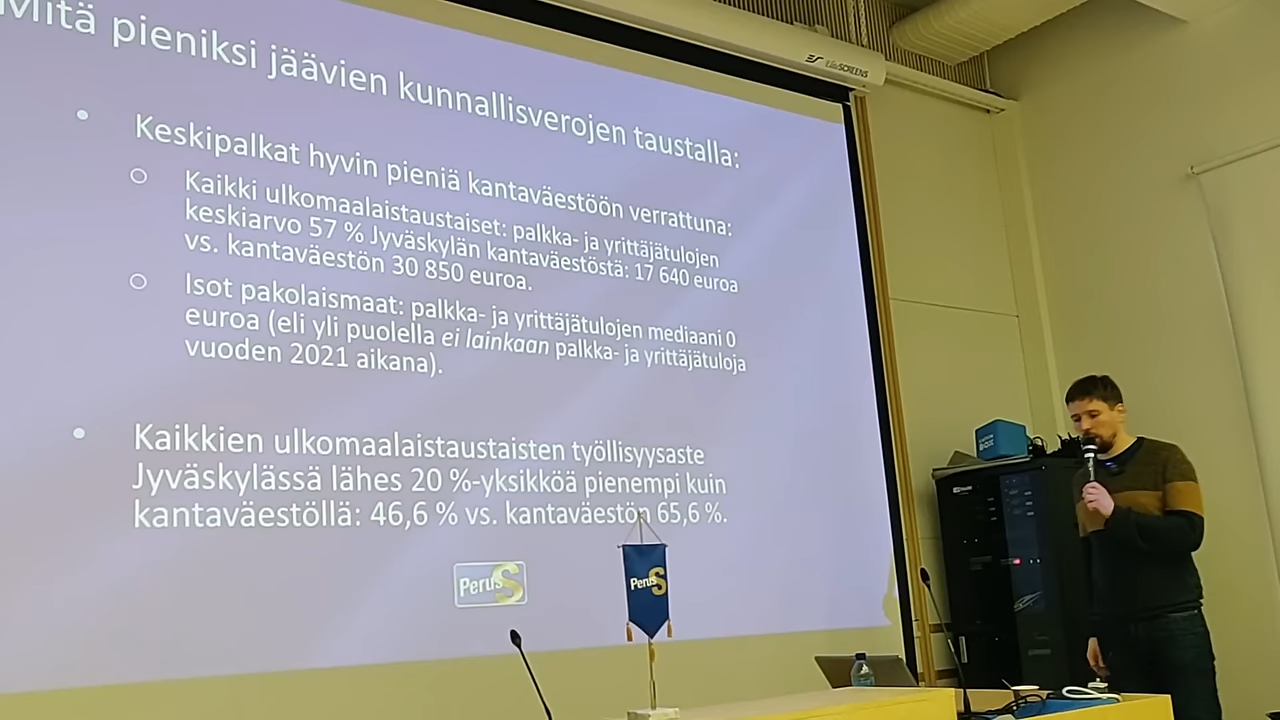 Mitä pieniksi jäävien kunnallisverojen taustalla:
Keskipalkat hyvin pieniä kantaväestöön verrattuna:
Kaikki ulkomaalaistaustaiset: palkka- ja yrittäjätulojen
keskiarvo 57 % Jyväskylän kantaväestöstä: 17 640 euroa
vs. kantaväestön 30 850 euroa.
Isot pakolaismaat: palkka- ja yrittäjätulojen mediaani 0
euroa (eli yli puolella ei lainkaan palkka- ja yrittäjätuloja
vuoden 2021 aikana).
Kaikkien ulkomaalaistaustaisten työllisyysaste
Jyväskylässä lähes 20 %-yksikköä pienempi kuin
kantaväestöllä: 46,6 % vs. kantaväestön 65,6 %.
PerusS
PerusS
EliteSCREENS